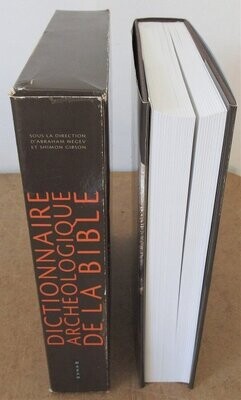 SOUS LA DIRECTION
D'ABRAHAM NEGEV
ET SHIMON GIBSON
DICTIONNAIRE
ARCHÉOLOGIQUE
DE LA BIBLE